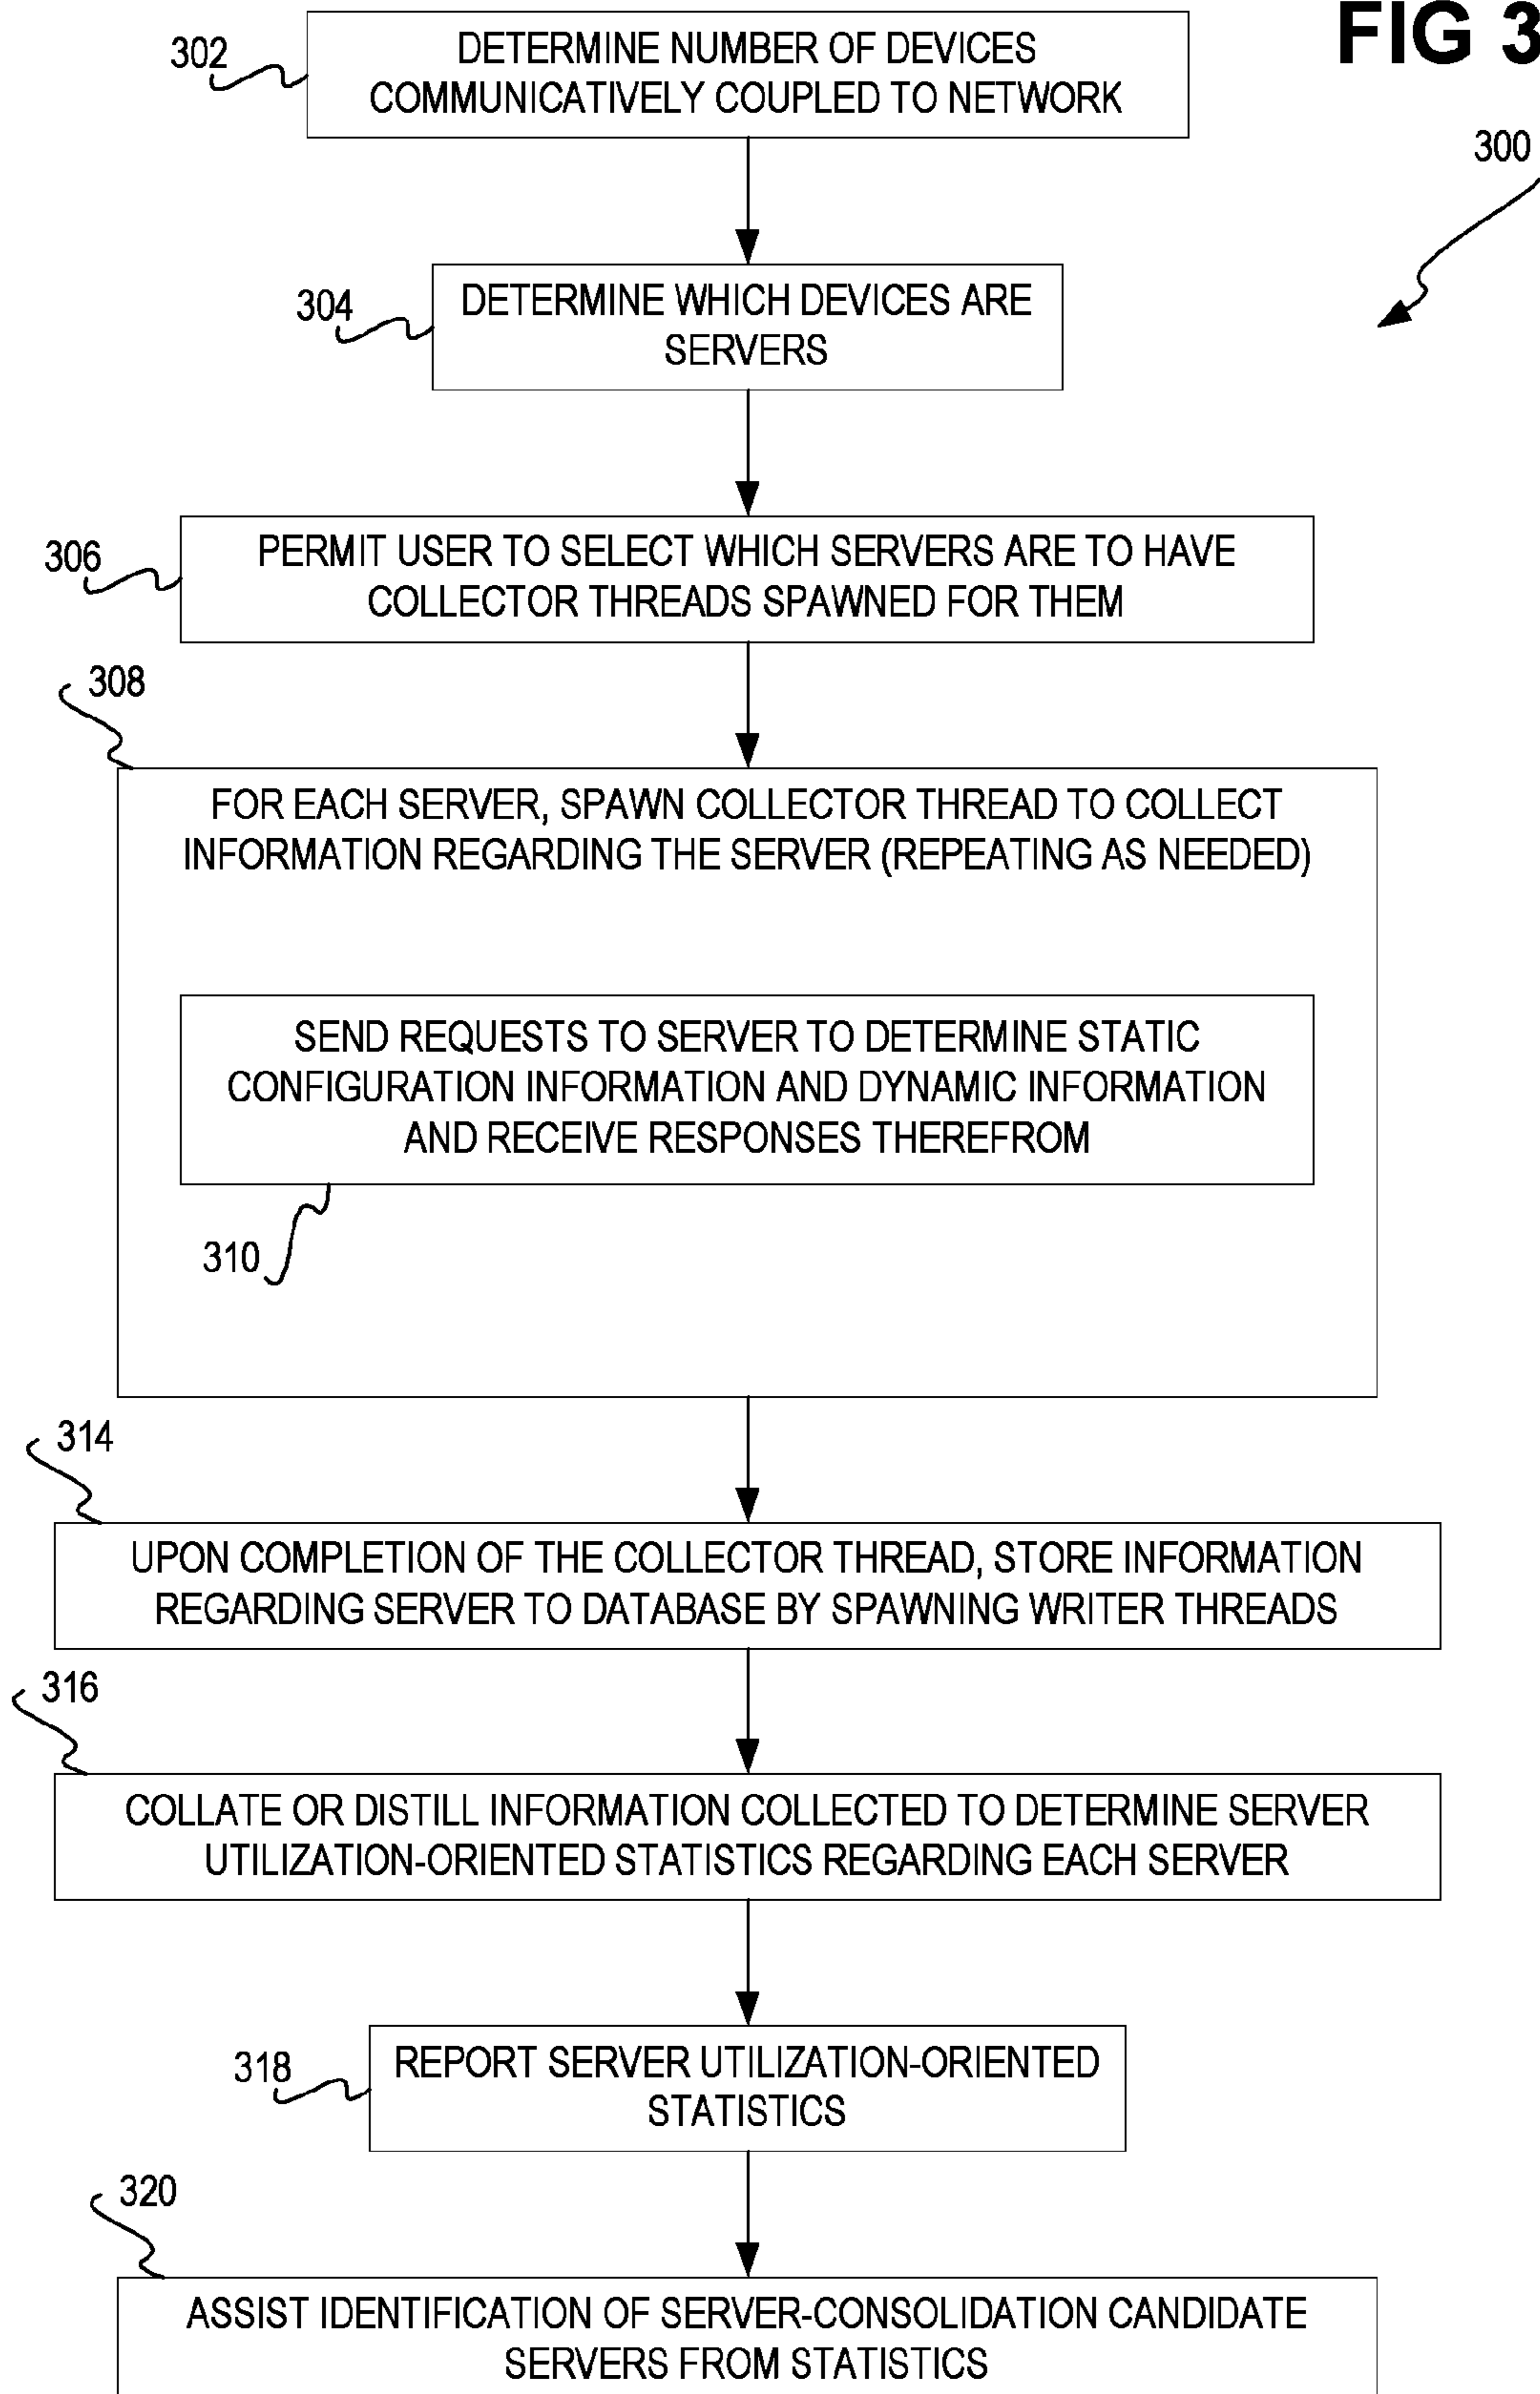 FIG 3
300
302
DETERMINE NUMBER OF DEVICES
COMMUNICATIVELY COUPLED TO NETWORK
304
DETERMINE WHICH DEVICES ARE
SERVERS
306
PERMIT USER TO SELECT WHICH SERVERS ARE TO HAVE
COLLECTOR THREADS SPAWNED FOR THEM
308
FOR EACH SERVER, SPAWN COLLECTOR THREAD TO COLLECT
INFORMATION REGARDING THE SERVER (REPEATING AS NEEDED)
SEND REQUESTS TO SERVER TO DETERMINE STATIC
CONFIGURATION INFORMATION AND DYNAMIC INFORMATION
AND RECEIVE RESPONSES THEREFROM
310
314
UPON COMPLETION OF THE COLLECTOR THREAD, STORE INFORMATION
REGARDING SERVER TO DATABASE BY SPAWNING WRITER THREADS
316
COLLATE OR DISTILL INFORMATION COLLECTED TO DETERMINE SERVER
UTILIZATION-ORIENTED STATISTICS REGARDING EACH SERVER
318
REPORT SERVER UTILIZATION-ORIENTED
STATISTICS
320
ASSIST IDENTIFICATION OF SERVER-CONSOLIDATION CANDIDATE
SERVERS FROM STATISTICS